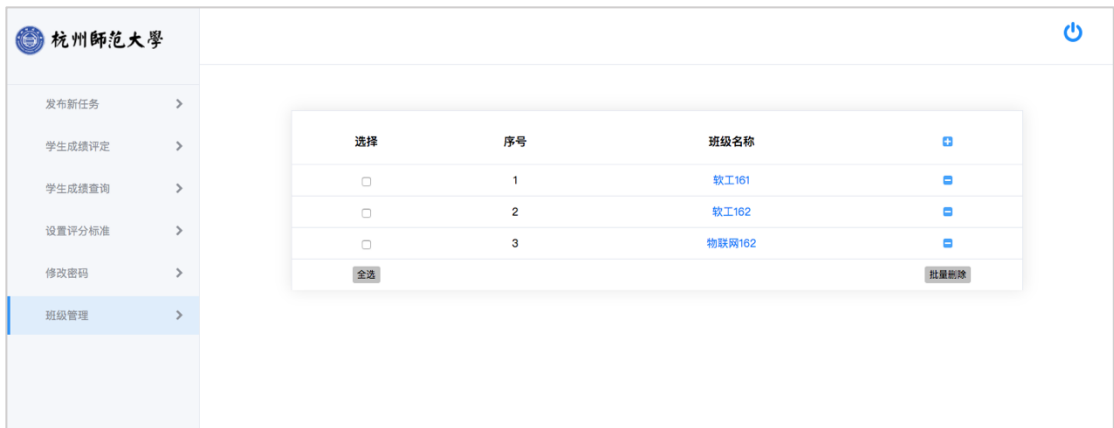 杭州師范大學
发布新任务
学生成绩评定
学生成绩查询
设置评分标准
修改密码
班级管理
选择 序号 班级名称
1 软工161
2 软工162
3 物联网162
全选 批量删除